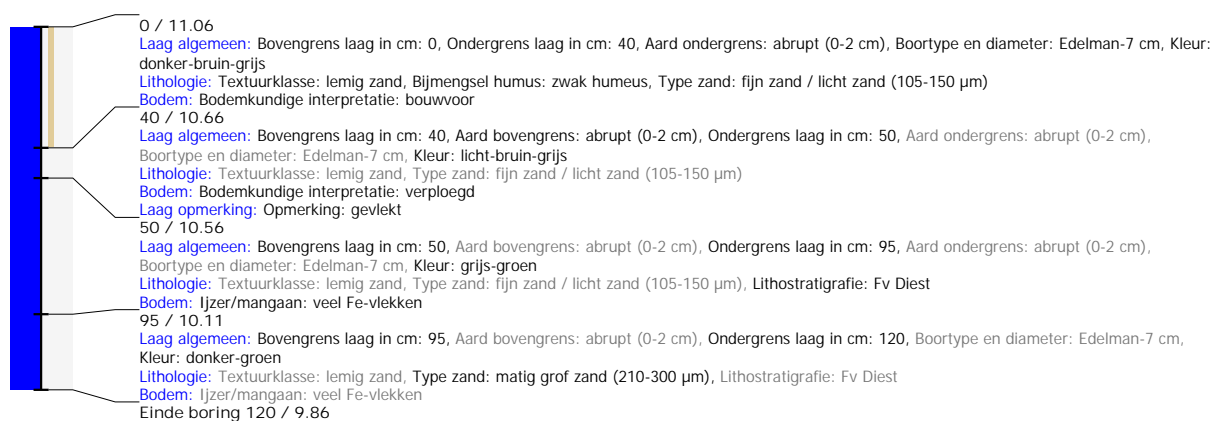 0 / 11.06
Laag algemeen: Bovengrens laag in cm: 0, Ondergrens laag in cm: 40, Aard ondergrens: abrupt (0-2 cm), Boortype en diameter: Edelman-7 cm, Kleur:
donker-bruin-grijs
Lithologie: Textuurklasse: lemig zand, Bijmengsel humus: zwak humeus, Type zand: fijn zand / licht zand (105-150 µm)
Bodem: Bodemkundige interpretatie: bouwvoor
40 / 10.66
Laag algemeen: Bovengrens laag in cm: 40, Aard bovengrens: abrupt (0-2 cm), Ondergrens laag in cm: 50, Aard ondergrens: abrupt (0-2 cm),
Boortype en diameter: Edelman-7 cm, Kleur: licht-bruin-grijs
Lithologie: Textuurklasse: lemig zand, Type zand: fijn zand / licht zand (105-150 µm)
Bodem: Bodemkundige interpretatie: verploegd
Laag opmerking: Opmerking: gevlekt
50 / 10.56
Laag algemeen: Bovengrens laag in cm: 50, Aard bovengrens: abrupt (0-2 cm), Ondergrens laag in cm: 95, Aard ondergrens: abrupt (0-2 cm),
Boortype en diameter: Edelman-7 cm, Kleur: grijs-groen
Lithologie: Textuurklasse: lemig zand, Type zand: fijn zand / licht zand (105-150 µm), Lithostratigrafie: Fv Diest
Bodem: Ijzer/mangaan: veel Fe-vlekken
95 / 10.11
Laag algemeen: Bovengrens laag in cm: 95, Aard bovengrens: abrupt (0-2 cm), Ondergrens laag in cm: 120, Boortype en diameter: Edelman-7 cm,
Kleur: donker-groen
Lithologie: Textuurklasse: lemig zand, Type zand: matig grof zand (210-300 µm), Lithostratigrafie: Fv Diest
Bodem: Ijzer/mangaan: veel Fe-vlekken
Einde boring 120 / 9.86